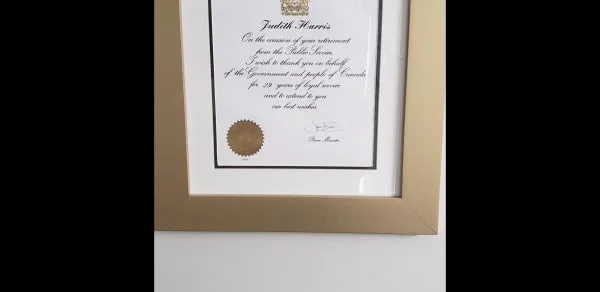 Judith Harris
On the occasion of your retirement
from the Public Service,
I wish to thank you on behalf
of the Government and people of Canada
for 29 years of loyal service
and to extend to you
our best wishes.
Prime Minister